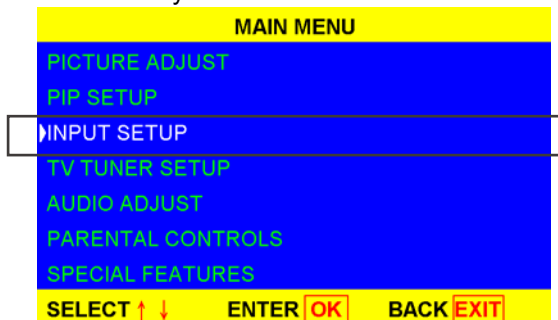 MAIN MENU
PICTURE ADJUST
PIP SETUP
INPUT SETUP
TV TUNER SETUP
AUDIO ADJUST
PARENTAL CONTROLS
SPECIAL FEATURES
SELECT ↑ ↓ ENTER OK BACK EXIT